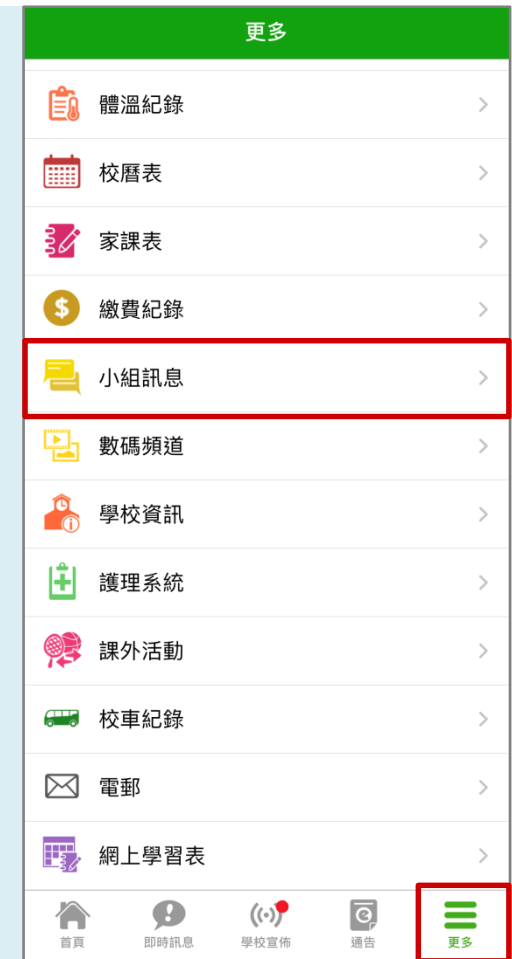 更多
體溫紀錄
校曆表
家課表
繳費紀錄
小組訊息
數碼頻道
學校資訊
護理系統
課外活動
校車紀錄
電郵
網上學習表
首頁
即時訊息
學校宣佈
通告
更多